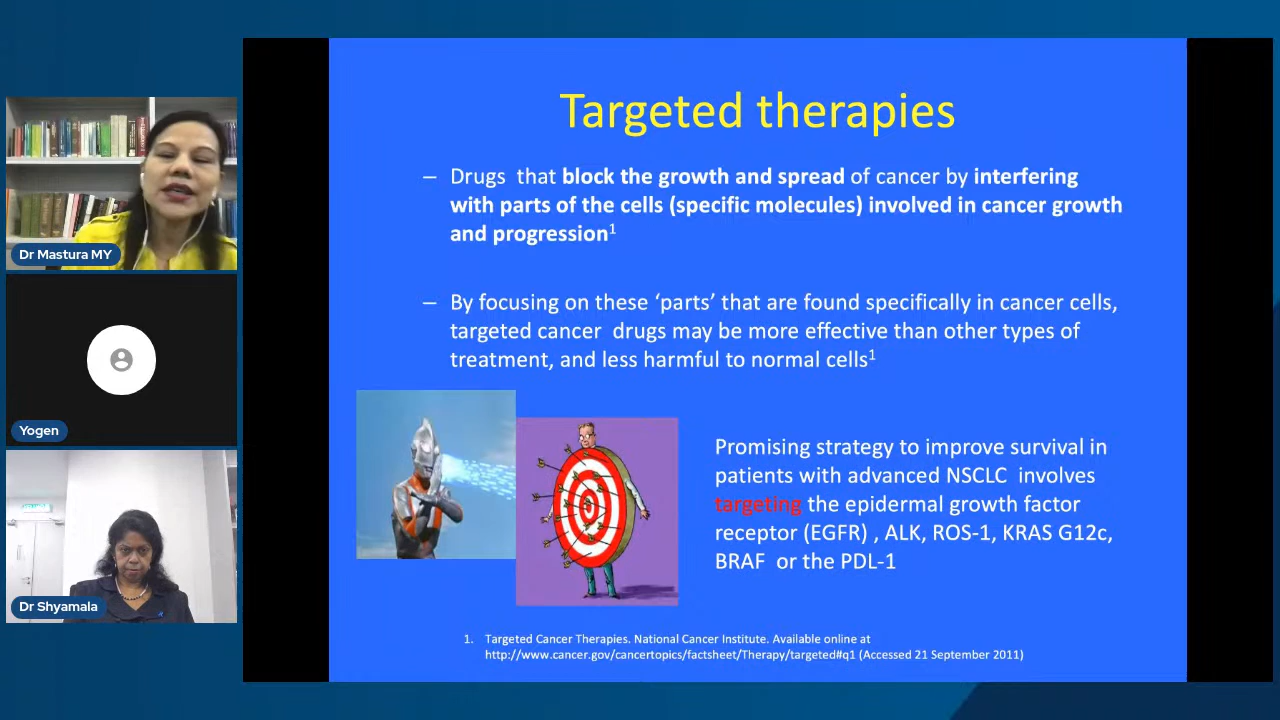 Targeted therapies
– Drugs that block the growth and spread of cancer by interfering
with parts of the cells (specific molecules) involved in cancer growth
and progression1
– By focusing on these ‘parts’ that are found specifically in cancer cells,
targeted cancer drugs may be more effective than other types of
treatment, and less harmful to normal cells1
Promising strategy to improve survival in
patients with advanced NSCLC involves
targeting the epidermal growth factor
receptor (EGFR) , ALK, ROS-1, KRAS G12c,
BRAF or the PDL-1
1. Targeted Cancer Therapies. National Cancer Institute. Available online at
http://www.cancer.gov/cancertopics/factsheet/Therapy/targeted#q1 (Accessed 21 September 2011)
Dr Mastura MY
Yogen
Dr Shyamala